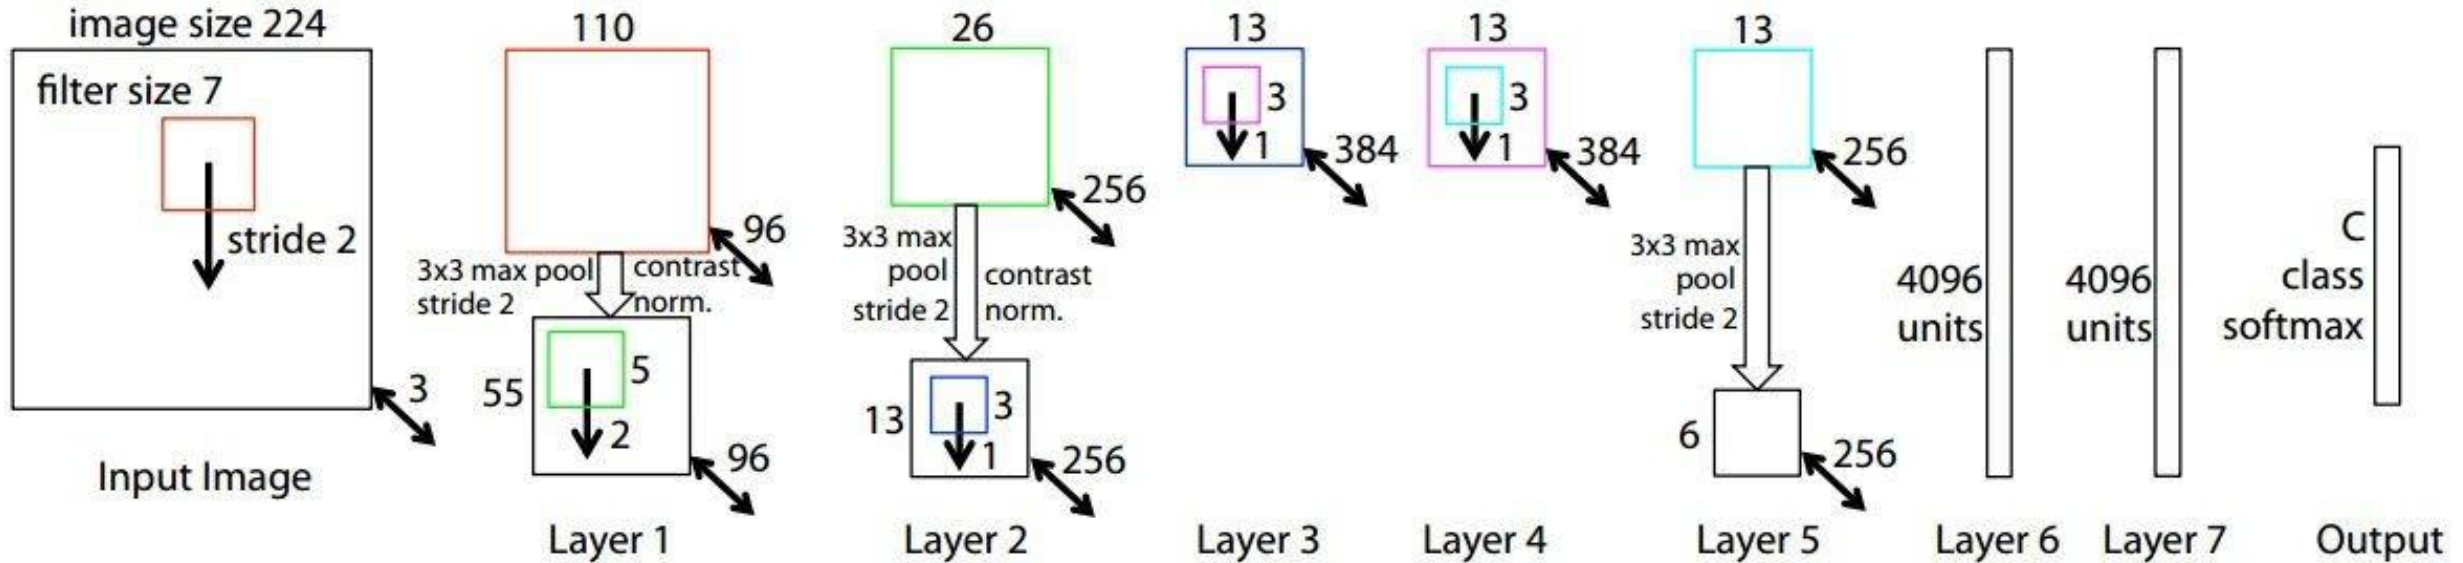 image size 224
filter size 7
stride 2
3
Input Image
110
96
3x3 max pool
stride 2
contrast
norm.
55
5
2
96
Layer 1
26
256
3x3 max
pool
stride 2
contrast
norm.
13
3
1
256
Layer 2
13
3
1
384
Layer 3
13
3
1
384
Layer 4
13
256
3x3 max
pool
stride 2
6
256
Layer 5
4096
units
Layer 6
4096
units
Layer 7
C
class
softmax
Output